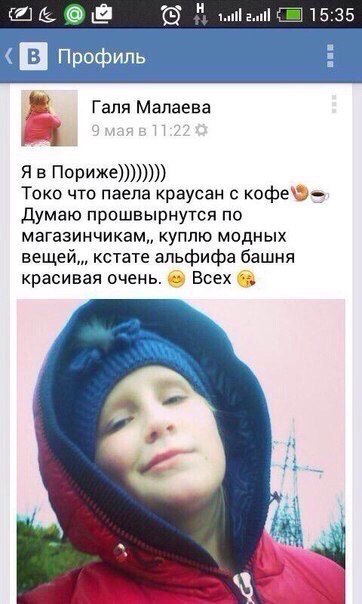 15:35
Профиль
Галя Малаева
9 мая в 11:22
Я в Пориже))))))))
Токо что паела краусан с кофе🥐☕
Думаю прошвырнутся по
магазинчикам,, куплю модных
вещей,,, кстате альфифа башня
красивая очень. 😊 Всех 😘